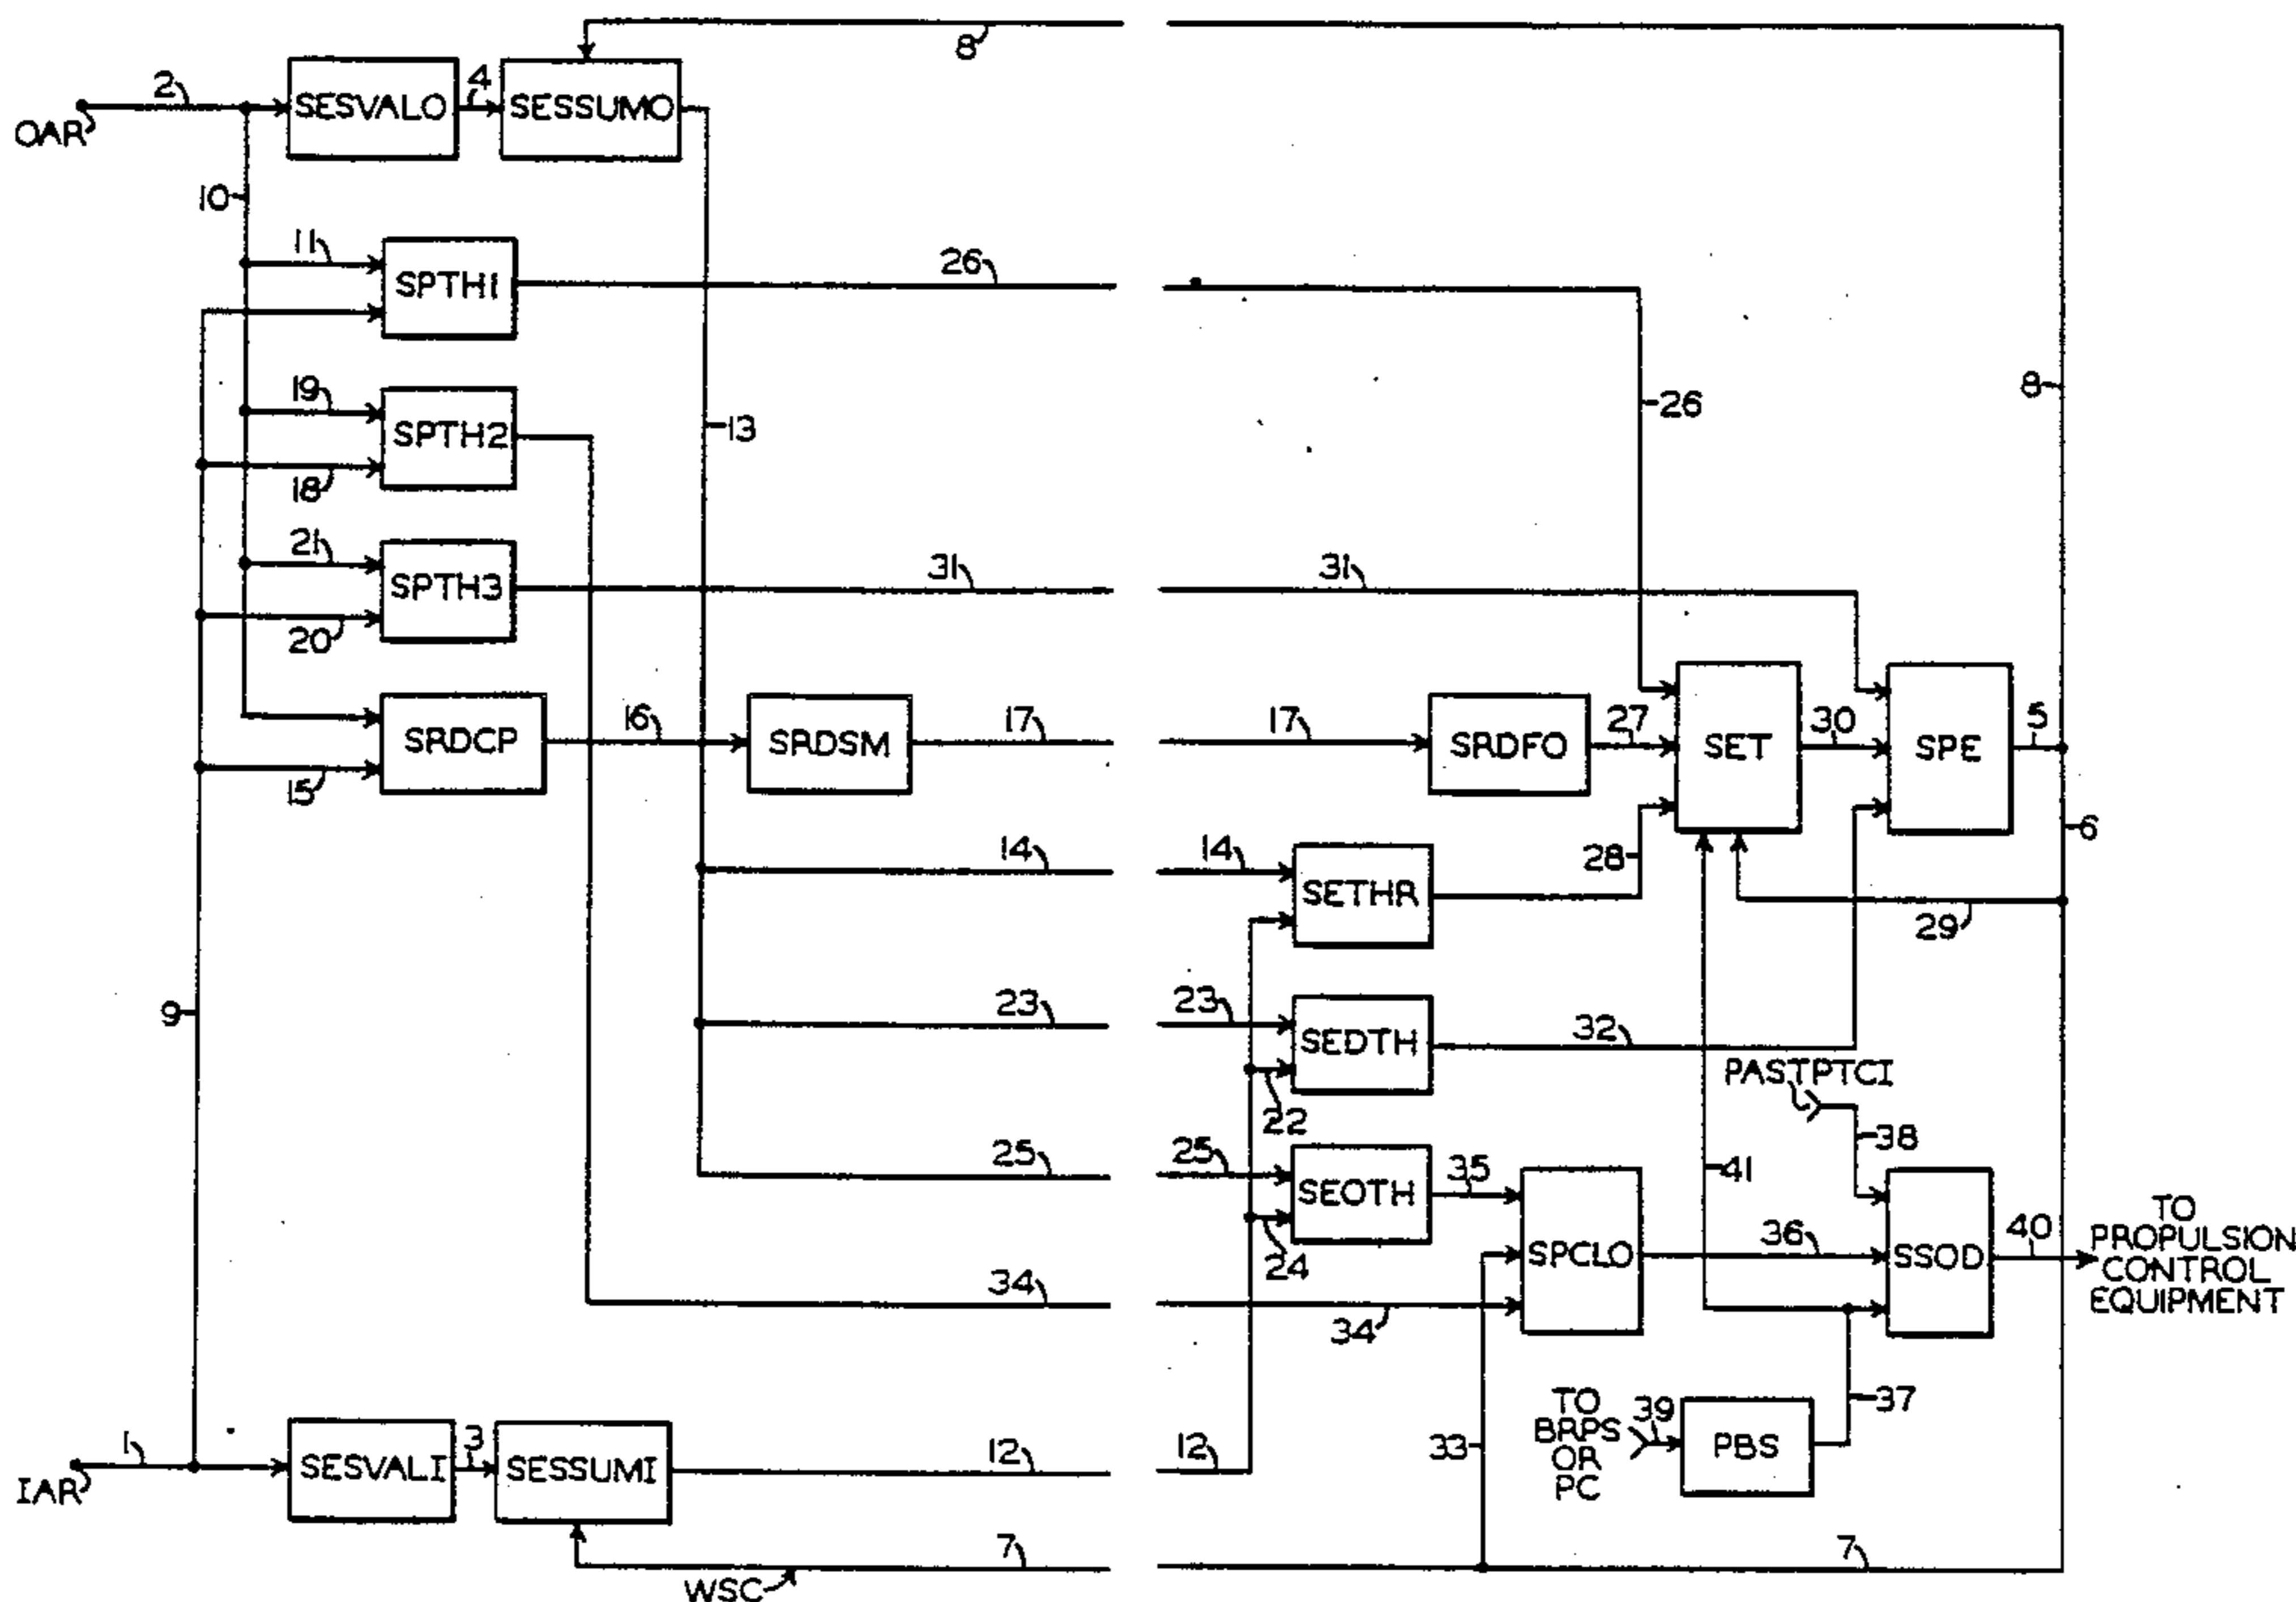 8
2
4
SESVALO
SESSUMO
OAR
10
11
26
SPTH1
8
19
26
SPTH2
13
18
21
31
31
SPTH3
20
16
17
17
27
30
5
SRDCP
SRDSM
SRDFO
SET
SPE
15
6
14
14
28
SETHR
29
9
23
23
32
SEDTH
PASTPTCI
22
38
25
25
35
41
SEOTH
36
40
TO
PROPULSION
CONTROL
EQUIPMENT
24
SPCLO
SSOD
34
34
TO
BRPS
OR
PC
39
37
PBS
1
3
12
12
33
SESVALI
SESSUMI
IAR
7
7
WSC